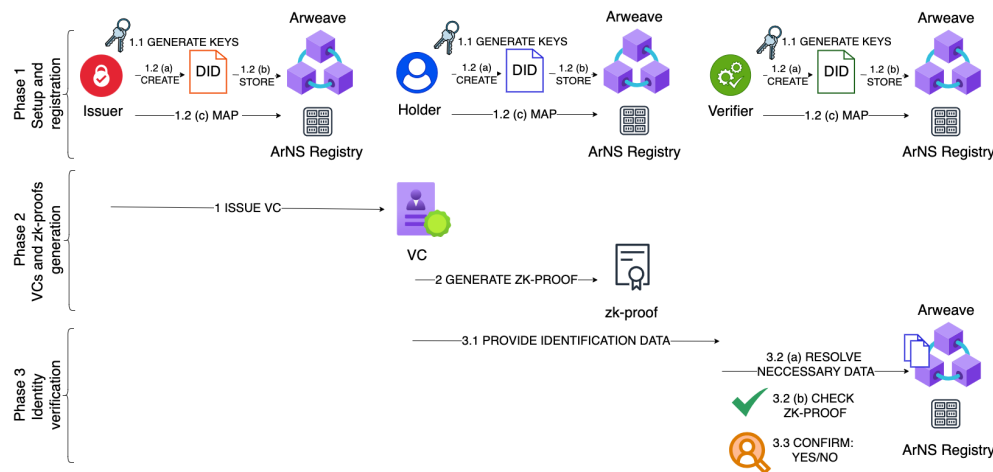 Phase 1
Setup and
registration
1.1 GENERATE KEYS
Arweave
Issuer
1.2 (a)
CREATE
DID
1.2 (b)
STORE
1.2 (c) MAP
ArNS Registry
1.1 GENERATE KEYS
Arweave
Holder
1.2 (a)
CREATE
DID
1.2 (b)
STORE
1.2 (c) MAP
ArNS Registry
1.1 GENERATE KEYS
Arweave
Verifier
1.2 (a)
CREATE
DID
1.2 (b)
STORE
1.2 (c) MAP
ArNS Registry
Phase 2
VCs and zk-proofs
generation
1 ISSUE VC
VC
2 GENERATE ZK-PROOF
zk-proof
Phase 3
Identity
verification
3.1 PROVIDE IDENTIFICATION DATA
Arweave
3.2 (a) RESOLVE
NECCESSARY DATA
3.2 (b) CHECK
ZK-PROOF
3.3 CONFIRM:
YES/NO
ArNS Registry